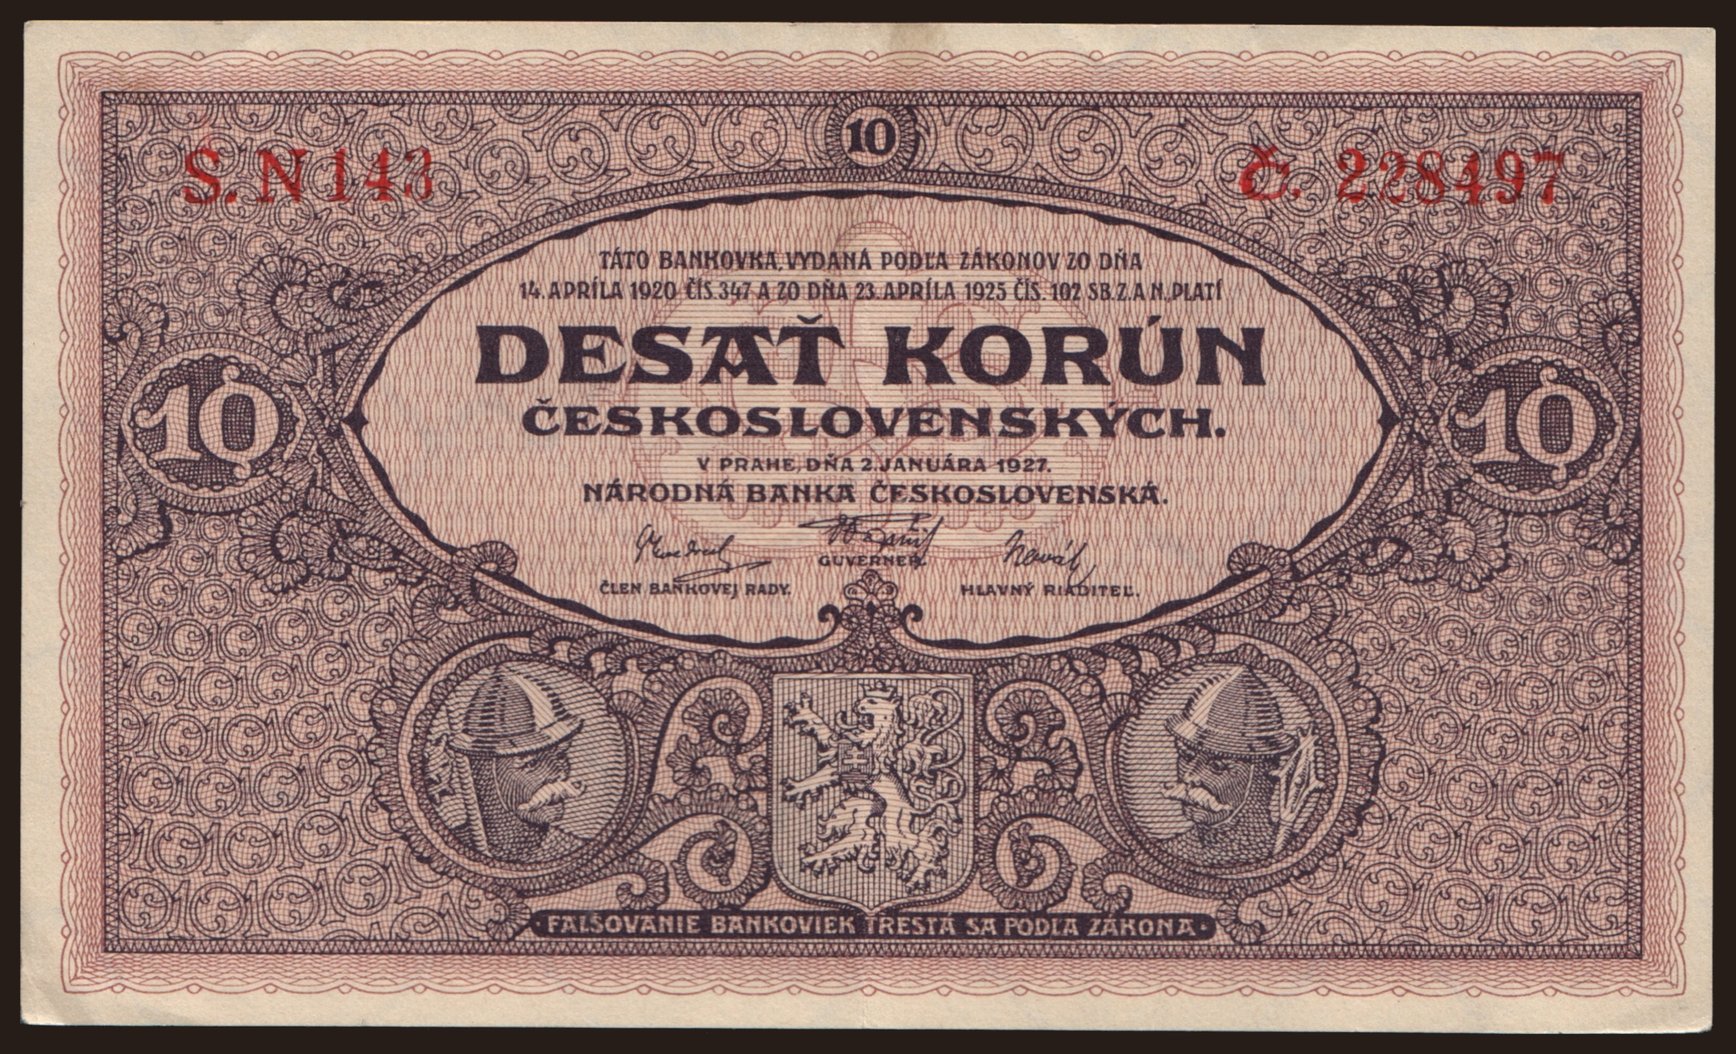 10
S. N 143
Č. 228497
TÁTO BANKOVKA, VYDANÁ PODĽA ZÁKONOV ZO DŇA
14. APRÍLA 1920 ČÍS. 347 A ZO DŇA 23. APRÍLA 1925 ČÍS. 102 SB. Z. A N. PLATÍ
DESAŤ KORÚN
ČESKOSLOVENSKÝCH.
10
10
V PRAHE, DŇA 2. JANUÁRA 1927.
NÁRODNÁ BANKA ČESKOSLOVENSKÁ.
GUVERNER.
ČLEN BANKOVEJ RADY.
HLAVNÝ RIADITEĽ.
FALŠOVANIE BANKOVIEK TRESTÁ SA PODĽA ZÁKONA